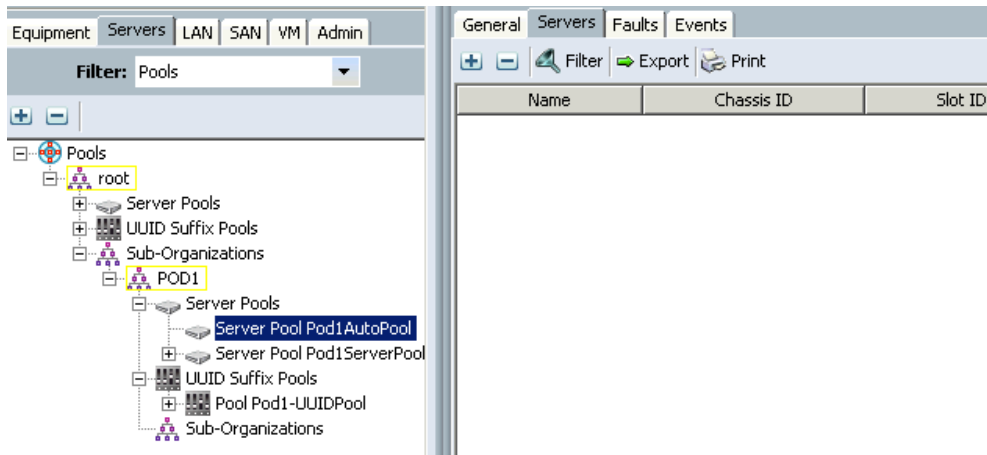 Equipment Servers LAN SAN VM Admin
Filter: Pools
Pools
root
Server Pools
UUID Suffix Pools
Sub-Organizations
POD1
Server Pools
Server Pool Pod1AutoPool
Server Pool Pod1ServerPool
UUID Suffix Pools
Pool Pod1-UUIDPool
Sub-Organizations
General Servers Faults Events
Filter Export Print
Name Chassis ID Slot ID